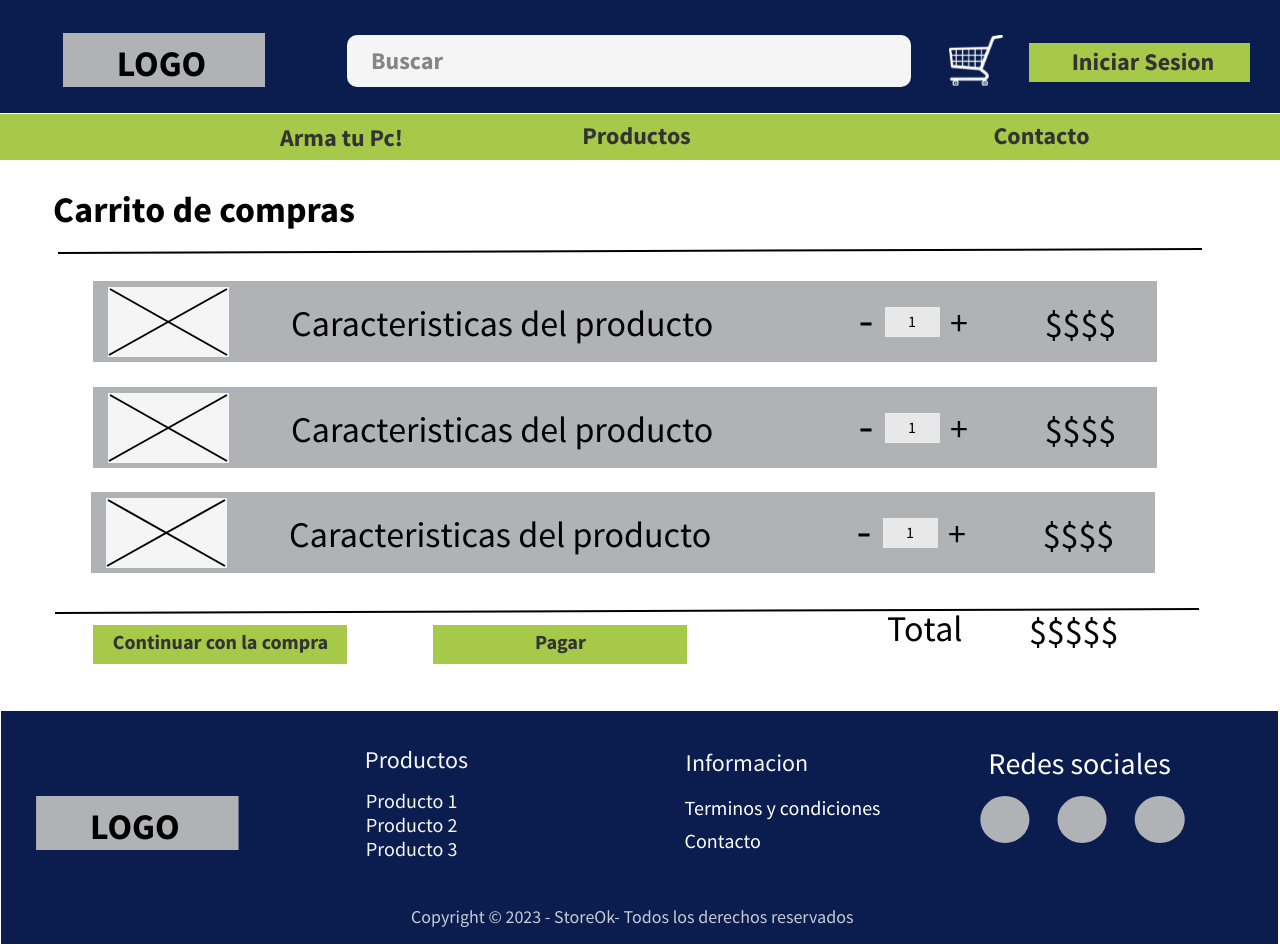 LOGO
Buscar
Iniciar Sesion
Arma tu Pc!
Productos
Contacto
Carrito de compras
Caracteristicas del producto - 1 + $$$$
Caracteristicas del producto - 1 + $$$$
Caracteristicas del producto - 1 + $$$$
Continuar con la compra
Pagar
Total $$$$$
LOGO
Productos
Producto 1
Producto 2
Producto 3
Informacion
Terminos y condiciones
Contacto
Redes sociales
Copyright © 2023 - StoreOk- Todos los derechos reservados